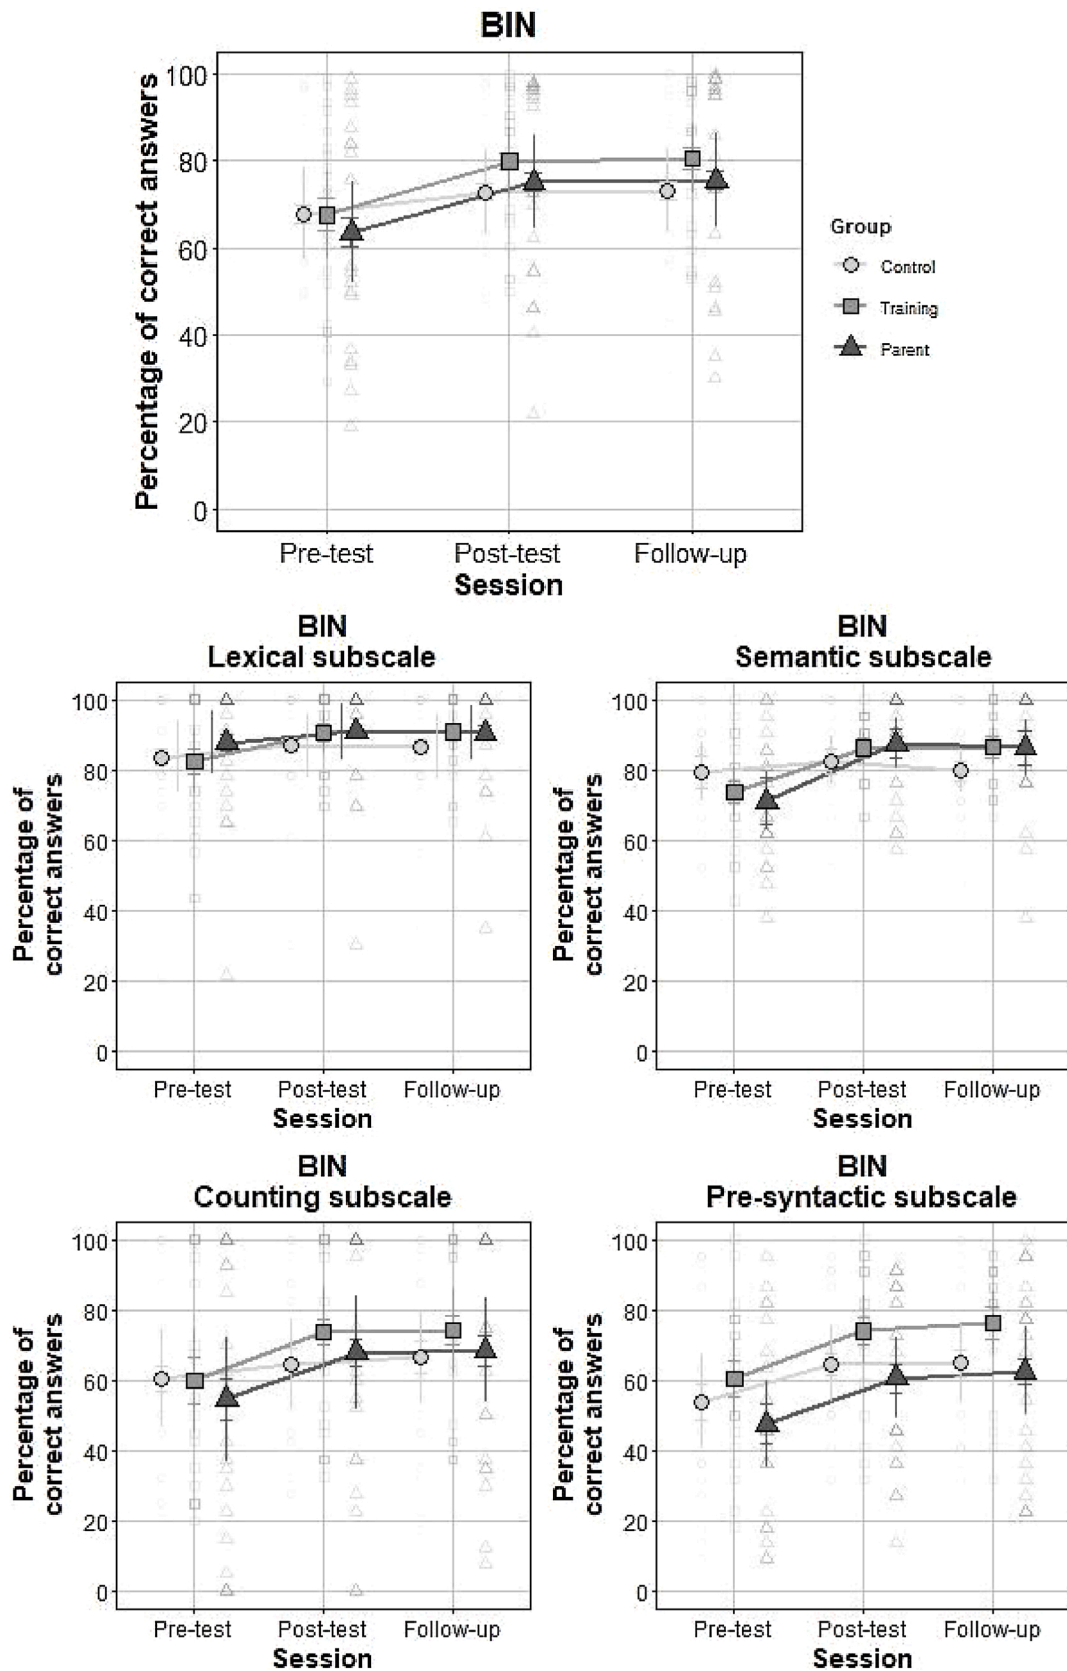 BIN
Percentage of correct answers
100
80
60
40
20
0
Pre-test Post-test Follow-up
Session
Group
Control
Training
Parent
BIN
Lexical subscale
Percentage of
correct answers
100
80
60
40
20
0
Pre-test Post-test Follow-up
Session
BIN
Semantic subscale
Percentage of
correct answers
100
80
60
40
20
0
Pre-test Post-test Follow-up
Session
BIN
Counting subscale
Percentage of
correct answers
100
80
60
40
20
0
Pre-test Post-test Follow-up
Session
BIN
Pre-syntactic subscale
Percentage of
correct answers
100
80
60
40
20
0
Pre-test Post-test Follow-up
Session